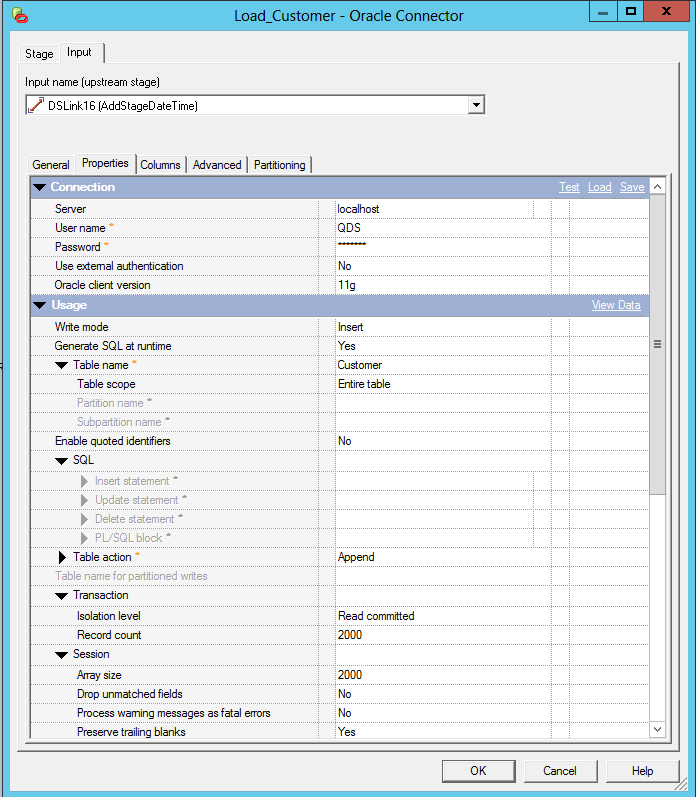 Load_Customer - Oracle Connector
Stage Input
Input name (upstream stage)
DSLink16 (AddStageDateTime)
General Properties Columns Advanced Partitioning
Connection Test Load Save
Server localhost
User name * QDS
Password * *******
Use external authentication No
Oracle client version 11g
Usage View Data
Write mode Insert
Generate SQL at runtime Yes
Table name * Customer
Table scope Entire table
Partition name *
Subpartition name *
Enable quoted identifiers No
SQL
Insert statement *
Update statement *
Delete statement *
PL/SQL block *
Table action * Append
Table name for partitioned writes
Transaction
Isolation level Read committed
Record count 2000
Session
Array size 2000
Drop unmatched fields No
Process warning messages as fatal errors No
Preserve trailing blanks Yes
OK Cancel Help